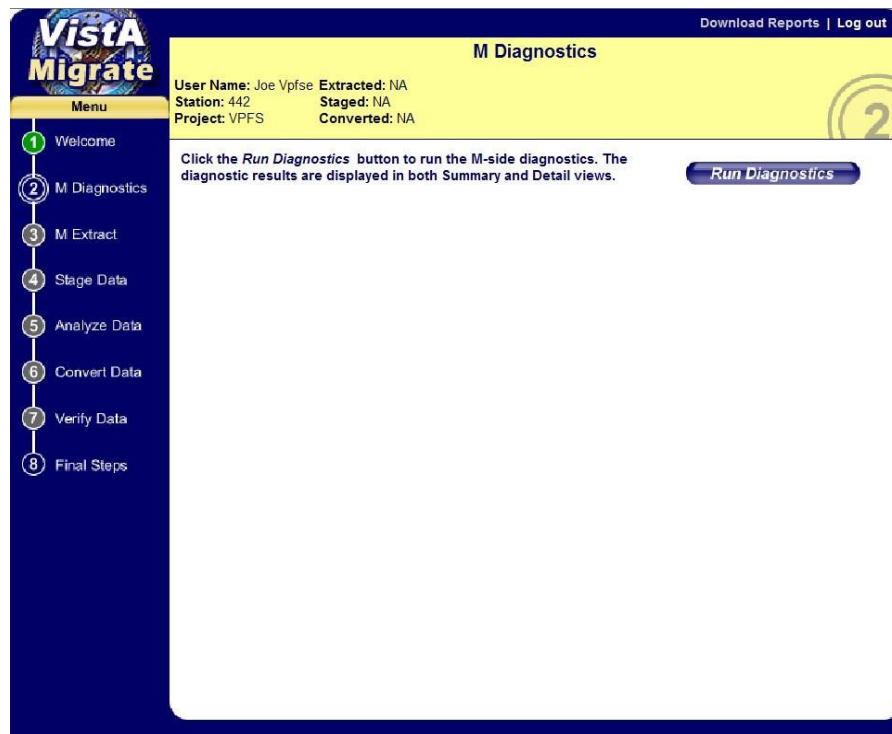 VistA
Migrate
Download Reports | Log out
M Diagnostics
User Name: Joe Vpfse Extracted: NA
Station: 442 Staged: NA
Project: VPFS Converted: NA
2
Menu
1 Welcome
2 M Diagnostics
3 M Extract
4 Stage Data
5 Analyze Data
6 Convert Data
7 Verify Data
8 Final Steps
Click the Run Diagnostics button to run the M-side diagnostics. The
diagnostic results are displayed in both Summary and Detail views.
Run Diagnostics